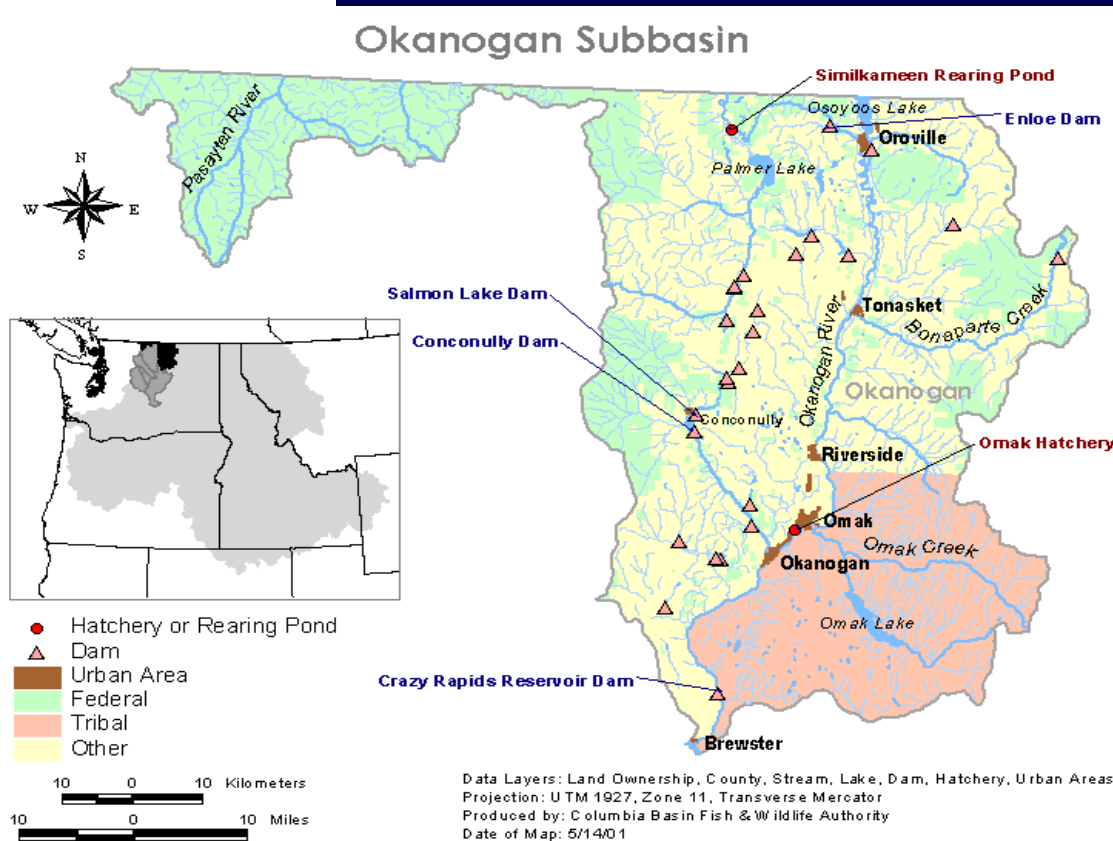 Okanogan Subbasin
Similkameen Rearing Pond
Pasayten River
Osoyoos Lake
Enloe Dam
Oroville
N
W E
S
Palmer Lake
Salmon Lake Dam
Tonasket
Bonaparte Creek
Okanogan River
Conconully Dam
Okanogan
Conconully
Omak Hatchery
Riverside
Omak
Omak Creek
Okanogan
Omak Lake
Hatchery or Rearing Pond
Dam
Urban Area
Federal
Tribal
Other
Crazy Rapids Reservoir Dam
Brewster
10 0 10 Kilometers
10 0 10 Miles
Data Layers: Land Ownership, County, Stream, Lake, Dam, Hatchery, Urban Areas
Projection: UTM 1927, Zone 11, Transverse Mercator
Produced by: Columbia Basin Fish & Wildlife Authority
Date of Map: 5/14/01